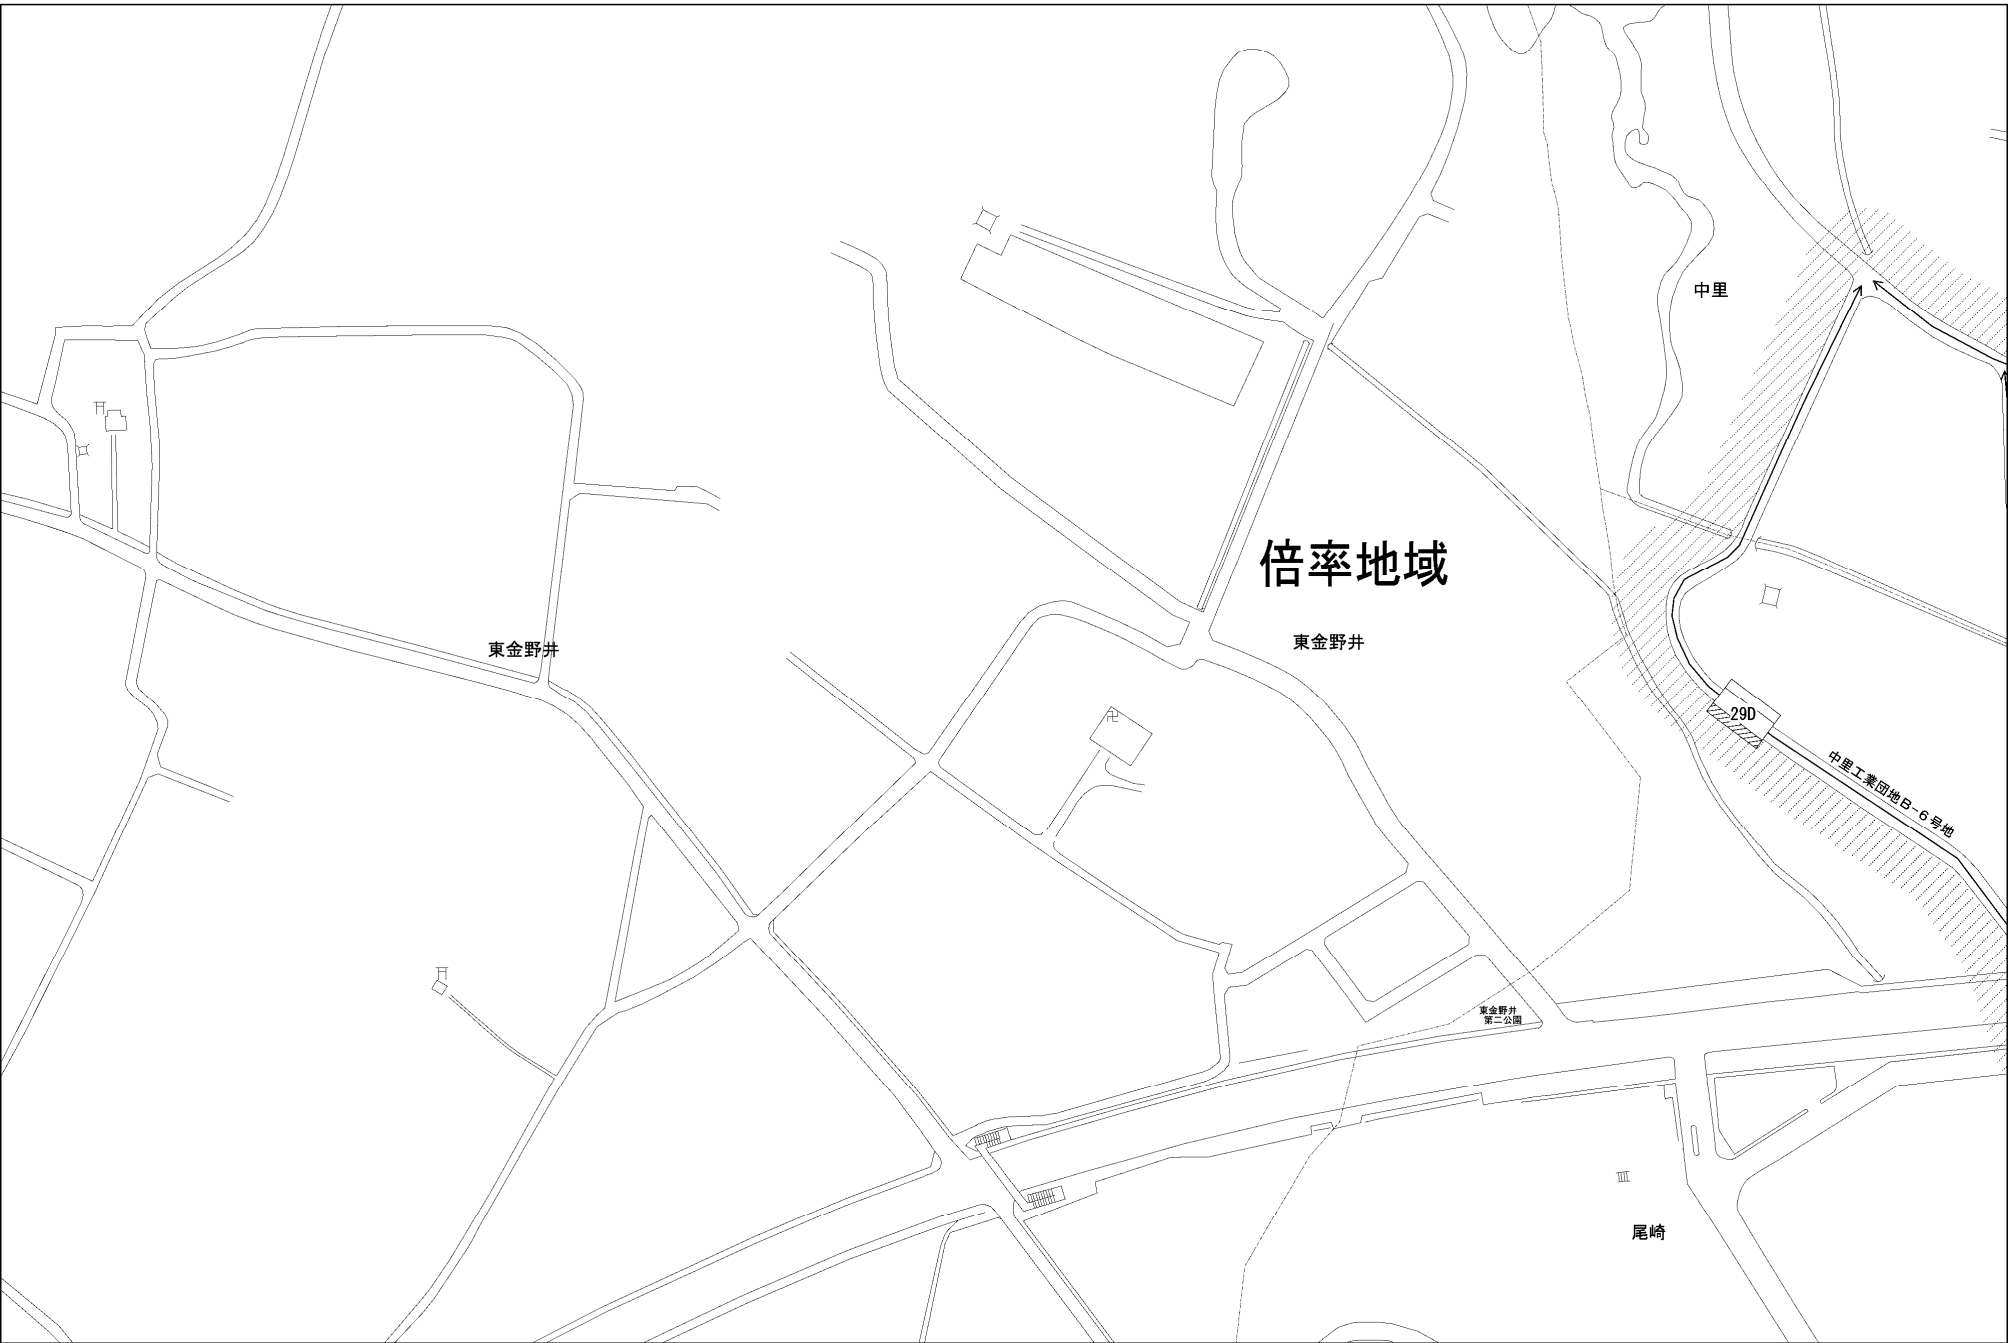 中里
倍率地域
東金野井
東金野井
29D
中里工業団地B-6号地
東金野井
第二公園
尾崎